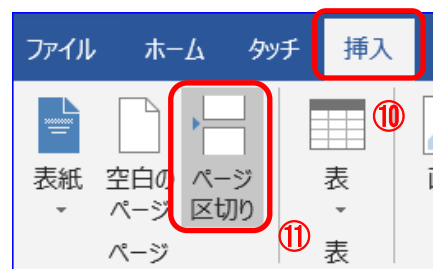 ファイル ホーム タッチ 挿入
⑩
表紙 空白の ページ 表
ページ 区切り
⑪
ページ 表